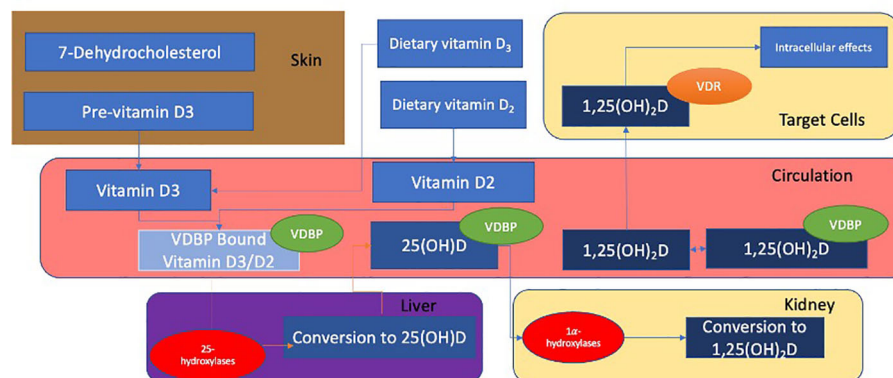 7-Dehydrocholesterol
Skin
Pre-vitamin D3
Dietary vitamin D₃
Dietary vitamin D₂
Intracellular effects
VDR
1,25(OH)₂D
Target Cells
Circulation
Vitamin D3
Vitamin D2
VDBP
VDBP Bound
Vitamin D3/D2
VDBP
25(OH)D
1,25(OH)₂D
VDBP
1,25(OH)₂D
Liver
25-
hydroxylases
Conversion to 25(OH)D
Kidney
1α-
hydroxylases
Conversion to
1,25(OH)₂D